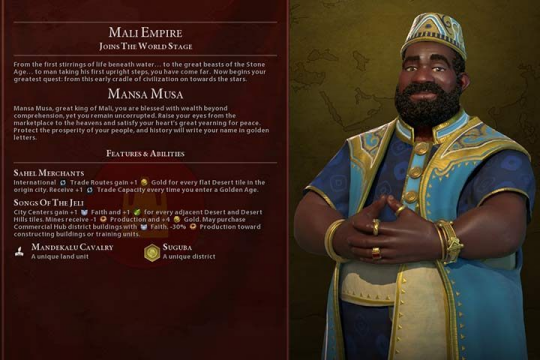 MALI EMPIRE
JOINS THE WORLD STAGE
From the first stirrings of life beneath water... to the great beasts of the Stone
Age... to man taking his first upright steps, you have come far. Now begins your
greatest quest: from this early cradle of civilization on towards the stars.
MANSA MUSA
Mansa Musa, great king of Mali, you are blessed with wealth beyond
comprehension, yet you remain uncorrupted. Raise your eyes from the
marketplace to the heavens and satisfy your heart's great yearning for peace.
Protect the prosperity of your people, and history will write your name in golden
letters.
FEATURES & ABILITIES
SAHEL MERCHANTS
International Trade Routes gain +1 Gold for every flat Desert tile in the
origin city. Receive +1 Trade Capacity every time you enter a Golden Age.
SONGS OF THE JELI
City Centers gain +1 Faith and +1 for every adjacent Desert and Desert
Hills tiles. Mines receive -1 Production and +4 Gold. May purchase
Commercial Hub district buildings with Faith. -30% Production toward
constructing buildings or training units.
MANDEKALU CAVALRY
A unique land unit
SUGUBA
A unique district